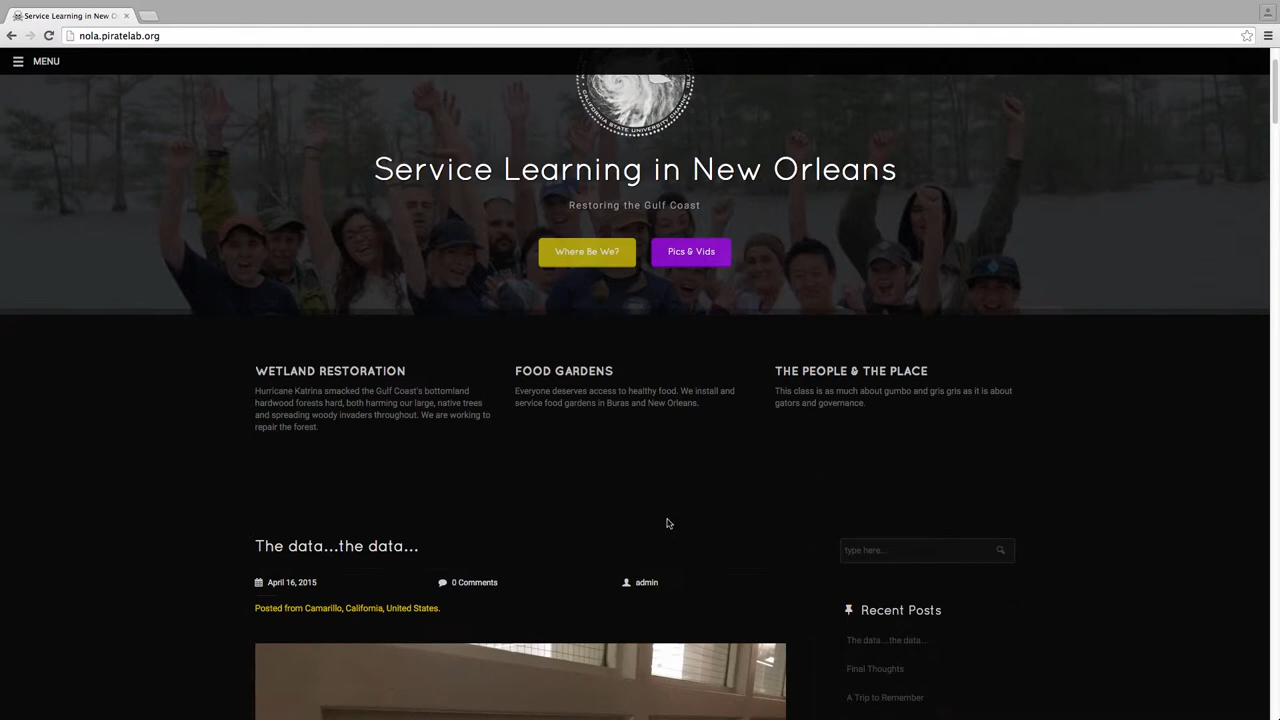 Service Learning in New O
nola.piratelab.org
MENU
CALIFORNIA STATE UNIVERSITY CHANNEL
Service Learning in New Orleans
Restoring the Gulf Coast
Where Be We?
Pics & Vids
WETLAND RESTORATION
Hurricane Katrina smacked the Gulf Coast's bottomland
hardwood forests hard, both harming our large, native trees
and spreading woody invaders throughout. We are working to
repair the forest.
FOOD GARDENS
Everyone deserves access to healthy food. We install and
service food gardens in Buras and New Orleans.
THE PEOPLE & THE PLACE
This class is as much about gumbo and gris gris as it is about
gators and governance.
The data...the data...
April 16, 2015
0 Comments
admin
Posted from Camarillo, California, United States.
type here...
Recent Posts
The data...the data...
Final Thoughts
A Trip to Remember